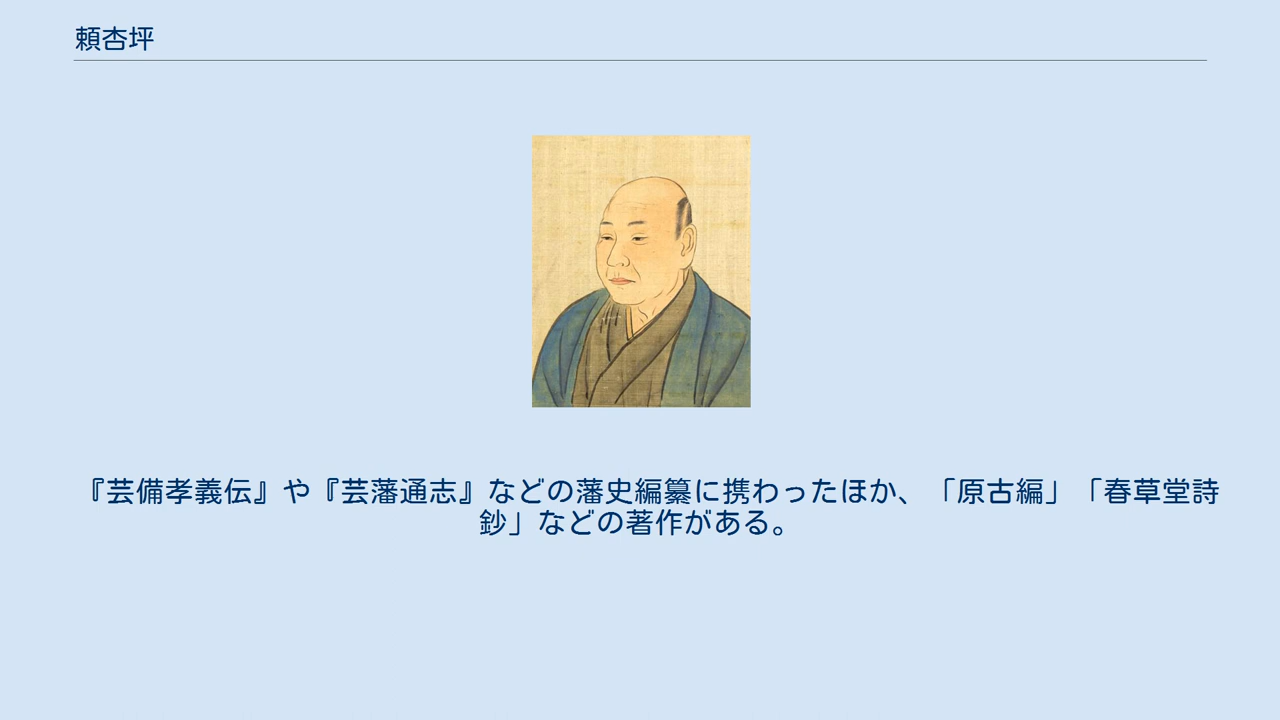 頼杏坪
『芸備孝義伝』や『芸藩通志』などの藩史編纂に携わったほか、「原古編」「春草堂詩
鈔」などの著作がある。